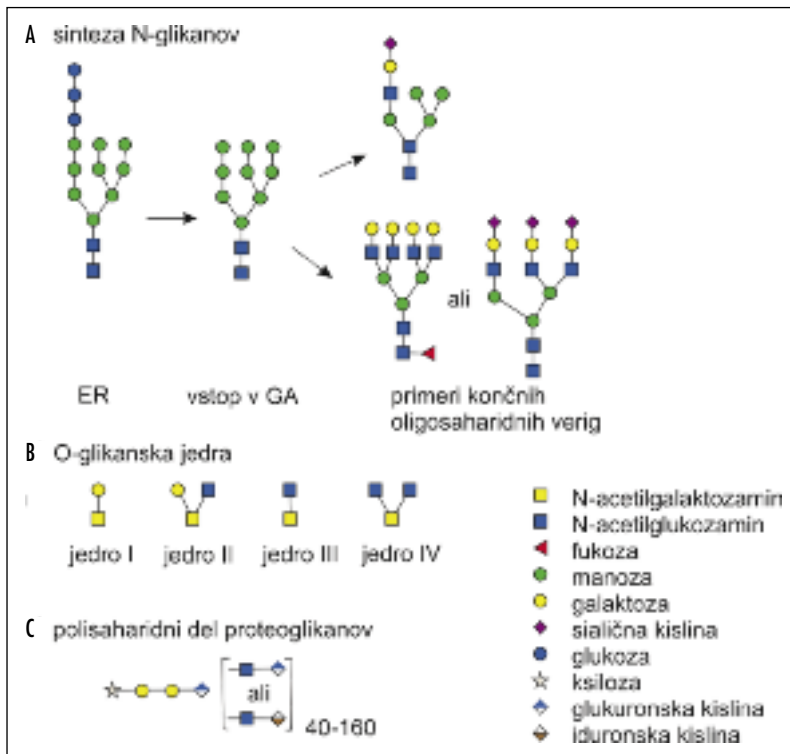 A sinteza N-glikanov
ali
ER
vstop v GA
primeri končnih
oligosaharidnih verig
B O-glikanska jedra
jedro I
jedro II
jedro III
jedro IV
N-acetilgalaktozamin
N-acetilglukozamin
fukoza
manoza
galaktoza
sialična kislina
glukoza
ksiloza
glukuronska kislina
iduronska kislina
C polisaharidni del proteoglikanov
ali
40-160